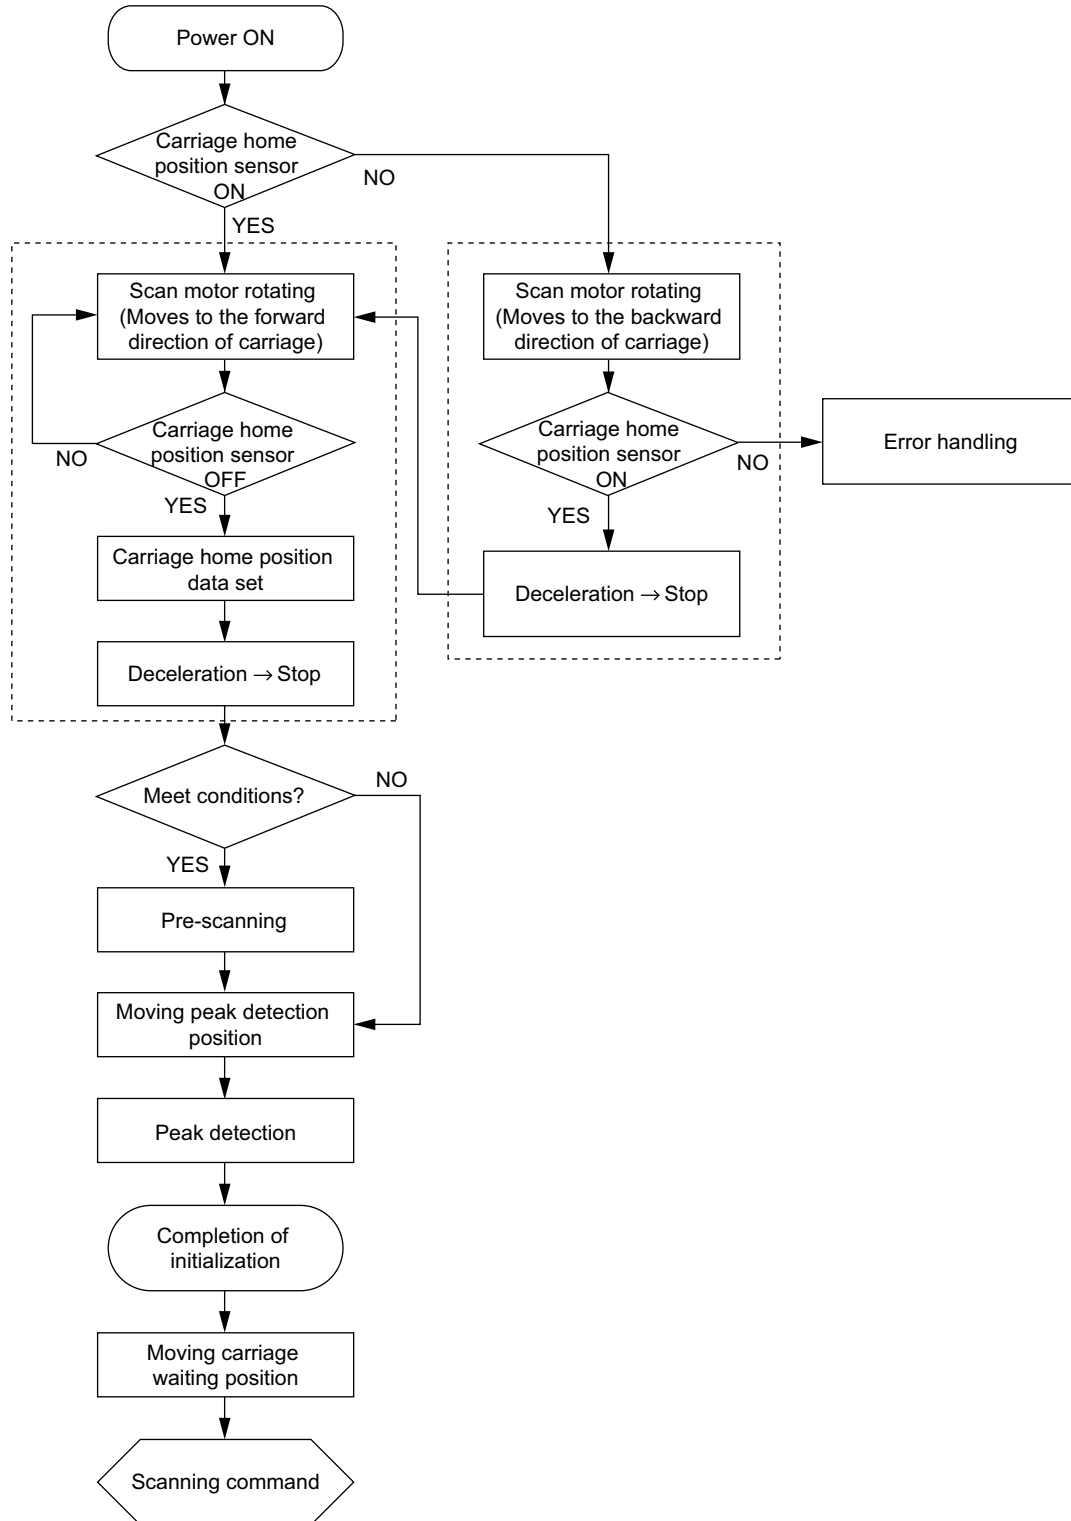 Power ON
Carriage home
position sensor
ON
NO
YES
Scan motor rotating
(Moves to the forward
direction of carriage)
Scan motor rotating
(Moves to the backward
direction of carriage)
Carriage home
position sensor
OFF
NO
YES
Carriage home
position sensor
ON
NO
YES
Error handling
Carriage home position
data set
Deceleration → Stop
Deceleration → Stop
Meet conditions?
NO
YES
Pre-scanning
Moving peak detection
position
Peak detection
Completion of
initialization
Moving carriage
waiting position
Scanning command